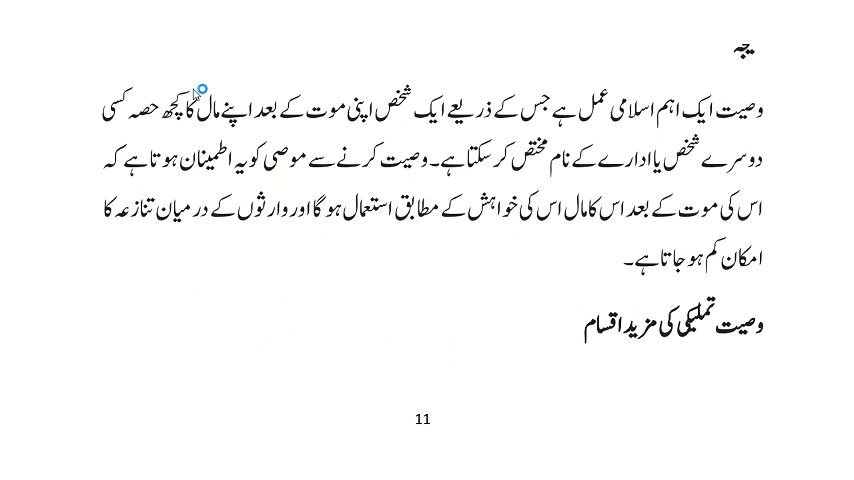 وصیت ایک اہم اسلامی عمل ہے جس کے ذریعے ایک شخص اپنی موت کے بعد اپنے مال کا کچھ حصہ کسی
دوسرے شخص یا ادارے کے نام مختص کر سکتا ہے۔ وصیت کرنے سے موصی کو یہ اطمینان ہوتا ہے کہ
اس کی موت کے بعد اس کا مال اس کی خواہش کے مطابق استعمال ہو گا اور وارثوں کے درمیان تنازعہ کا
امکان کم ہو جاتا ہے۔
وصیت تملیکی کی مزید اقسام
11